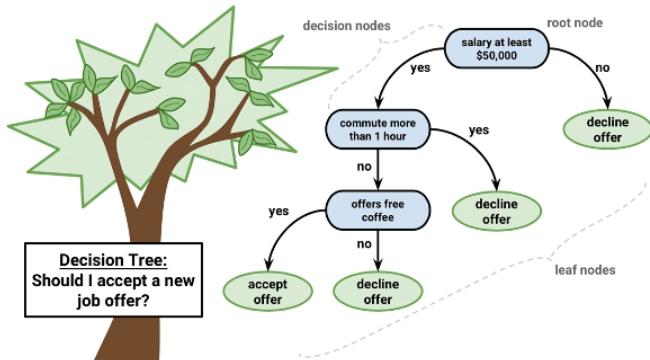 decision nodes
root node
salary at least
$50,000
yes
no
commute more
than 1 hour
decline
offer
yes
no
offers free
coffee
decline
offer
yes
no
Decision Tree:
Should I accept a new
job offer?
accept
offer
decline
offer
leaf nodes